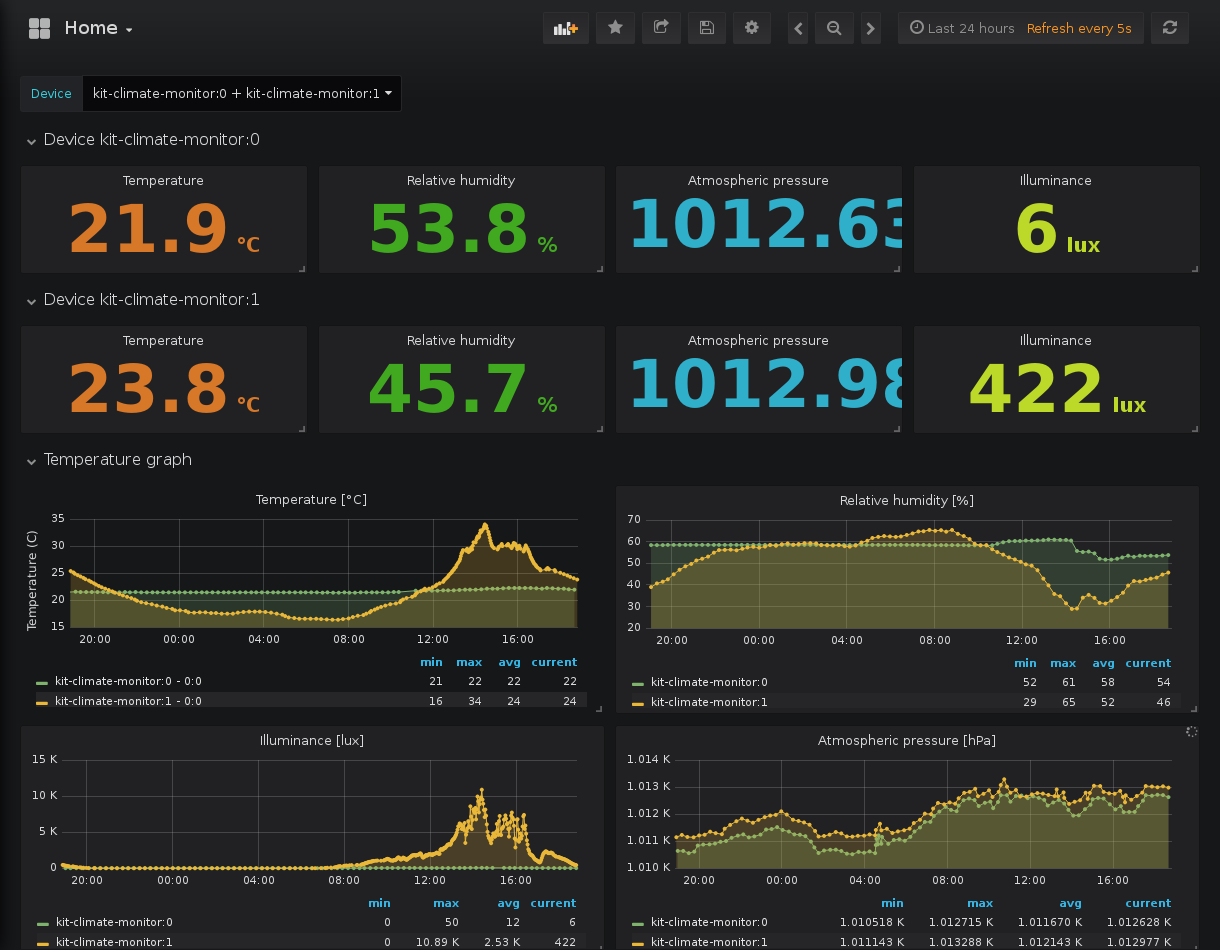 Home
Last 24 hours Refresh every 5s
Device kit-climate-monitor:0 + kit-climate-monitor:1
Device kit-climate-monitor:0
Temperature Relative humidity Atmospheric pressure Illuminance
21.9 °C 53.8 % 1012.63 6 lux
Device kit-climate-monitor:1
Temperature Relative humidity Atmospheric pressure Illuminance
23.8 °C 45.7 % 1012.98 422 lux
Temperature graph
Temperature [°C]
Temperature (C)
35
30
25
20
15
20:00 00:00 04:00 08:00 12:00 16:00
min max avg current
kit-climate-monitor:0 - 0:0 21 22 22 22
kit-climate-monitor:1 - 0:0 16 34 24 24
Relative humidity [%]
70
60
50
40
30
20
20:00 00:00 04:00 08:00 12:00 16:00
min max avg current
kit-climate-monitor:0 52 61 58 54
kit-climate-monitor:1 29 65 52 46
Illuminance [lux]
15 K
10 K
5 K
0
20:00 00:00 04:00 08:00 12:00 16:00
min max avg current
kit-climate-monitor:0 0 50 12 6
kit-climate-monitor:1 0 10.89 K 2.53 K 422
Atmospheric pressure [hPa]
1.014 K
1.013 K
1.012 K
1.011 K
1.010 K
20:00 00:00 04:00 08:00 12:00 16:00
min max avg current
kit-climate-monitor:0 1.010518 K 1.012715 K 1.011670 K 1.012628 K
kit-climate-monitor:1 1.011143 K 1.013288 K 1.012143 K 1.012977 K